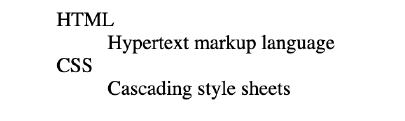 HTML
Hypertext markup language
CSS
Cascading style sheets